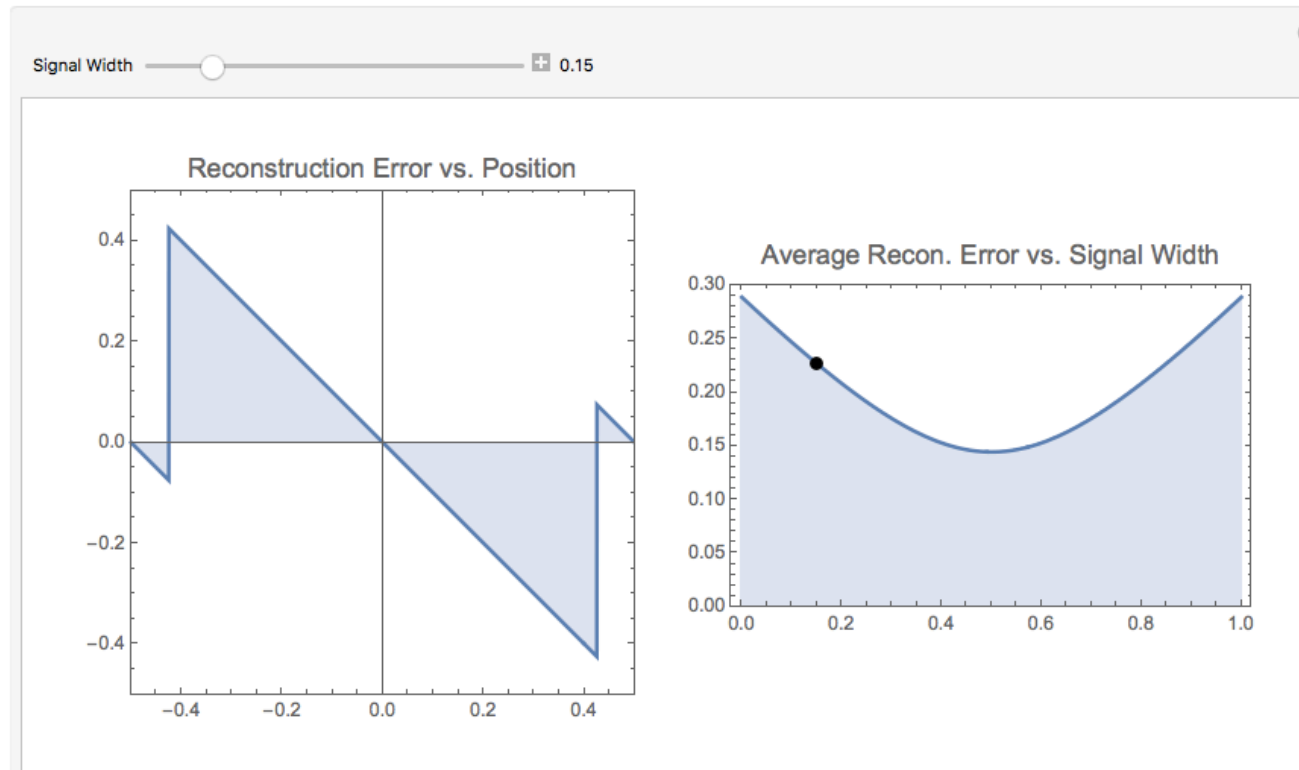 Signal Width 0.15
Reconstruction Error vs. Position
0.4
0.2
0.0
−0.2
−0.4
−0.4 −0.2 0.0 0.2 0.4
Average Recon. Error vs. Signal Width
0.30
0.25
0.20
0.15
0.10
0.05
0.00
0.0 0.2 0.4 0.6 0.8 1.0